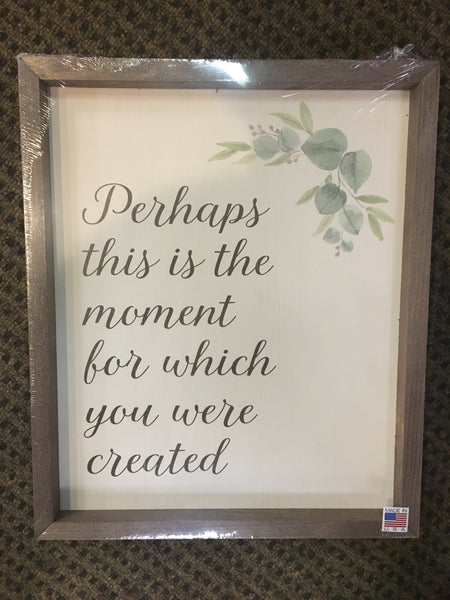 Perhaps
this is the
moment
for which
you were
created
MADE IN
USA